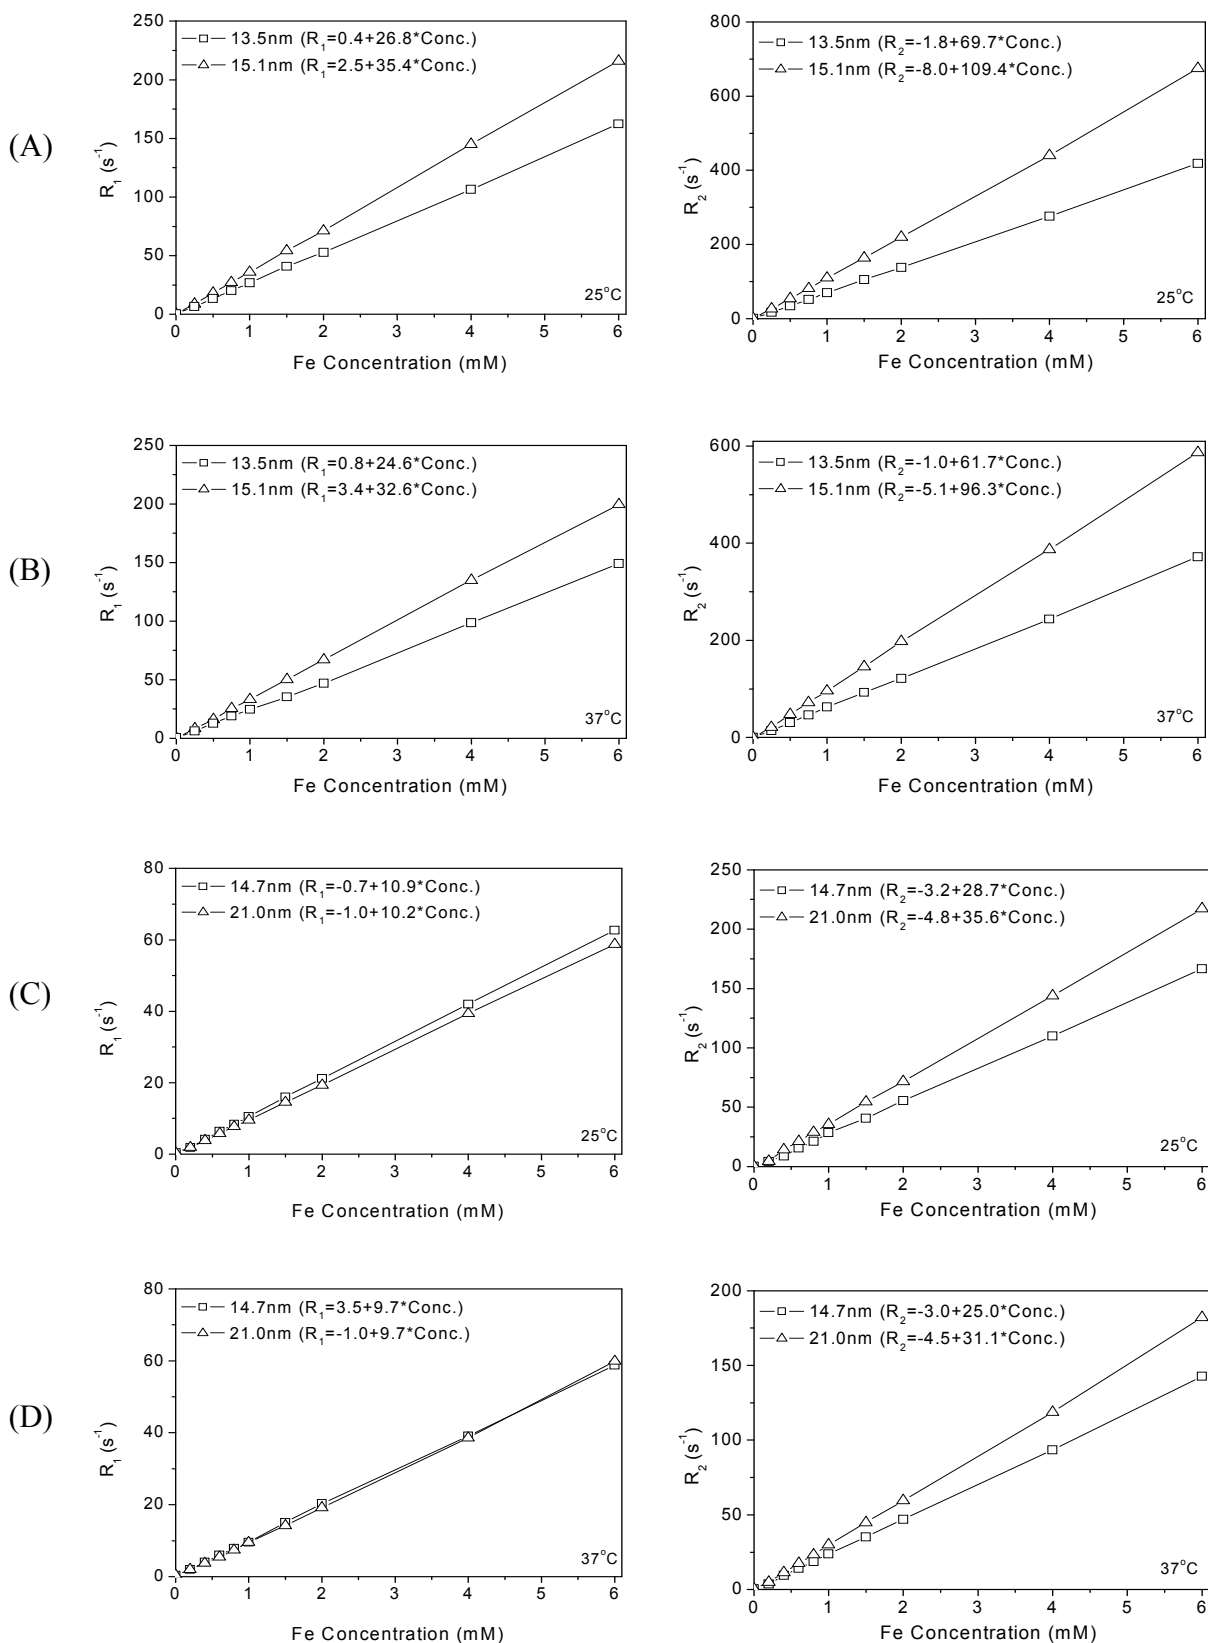 (A)
250
200
150
100
50
0
R₁ (s⁻¹)
13.5nm (R₁=0.4+26.8*Conc.)
15.1nm (R₁=2.5+35.4*Conc.)
25°C
0 1 2 3 4 5 6
Fe Concentration (mM)
800
600
400
200
0
R₂ (s⁻¹)
13.5nm (R₂=-1.8+69.7*Conc.)
15.1nm (R₂=-8.0+109.4*Conc.)
25°C
0 1 2 3 4 5 6
Fe Concentration (mM)
(B)
250
200
150
100
50
0
R₁ (s⁻¹)
13.5nm (R₁=0.8+24.6*Conc.)
15.1nm (R₁=3.4+32.6*Conc.)
37°C
0 1 2 3 4 5 6
Fe Concentration (mM)
600
400
200
0
R₂ (s⁻¹)
13.5nm (R₂=-1.0+61.7*Conc.)
15.1nm (R₂=-5.1+96.3*Conc.)
37°C
0 1 2 3 4 5 6
Fe Concentration (mM)
(C)
80
60
40
20
0
R₁ (s⁻¹)
14.7nm (R₁=-0.7+10.9*Conc.)
21.0nm (R₁=-1.0+10.2*Conc.)
25°C
0 1 2 3 4 5 6
Fe Concentration (mM)
250
200
150
100
50
0
R₂ (s⁻¹)
14.7nm (R₂=-3.2+28.7*Conc.)
21.0nm (R₂=-4.8+35.6*Conc.)
25°C
0 1 2 3 4 5 6
Fe Concentration (mM)
(D)
80
60
40
20
0
R₁ (s⁻¹)
14.7nm (R₁=3.5+9.7*Conc.)
21.0nm (R₁=-1.0+9.7*Conc.)
37°C
0 1 2 3 4 5 6
Fe Concentration (mM)
200
150
100
50
0
R₂ (s⁻¹)
14.7nm (R₂=-3.0+25.0*Conc.)
21.0nm (R₂=-4.5+31.1*Conc.)
37°C
0 1 2 3 4 5 6
Fe Concentration (mM)